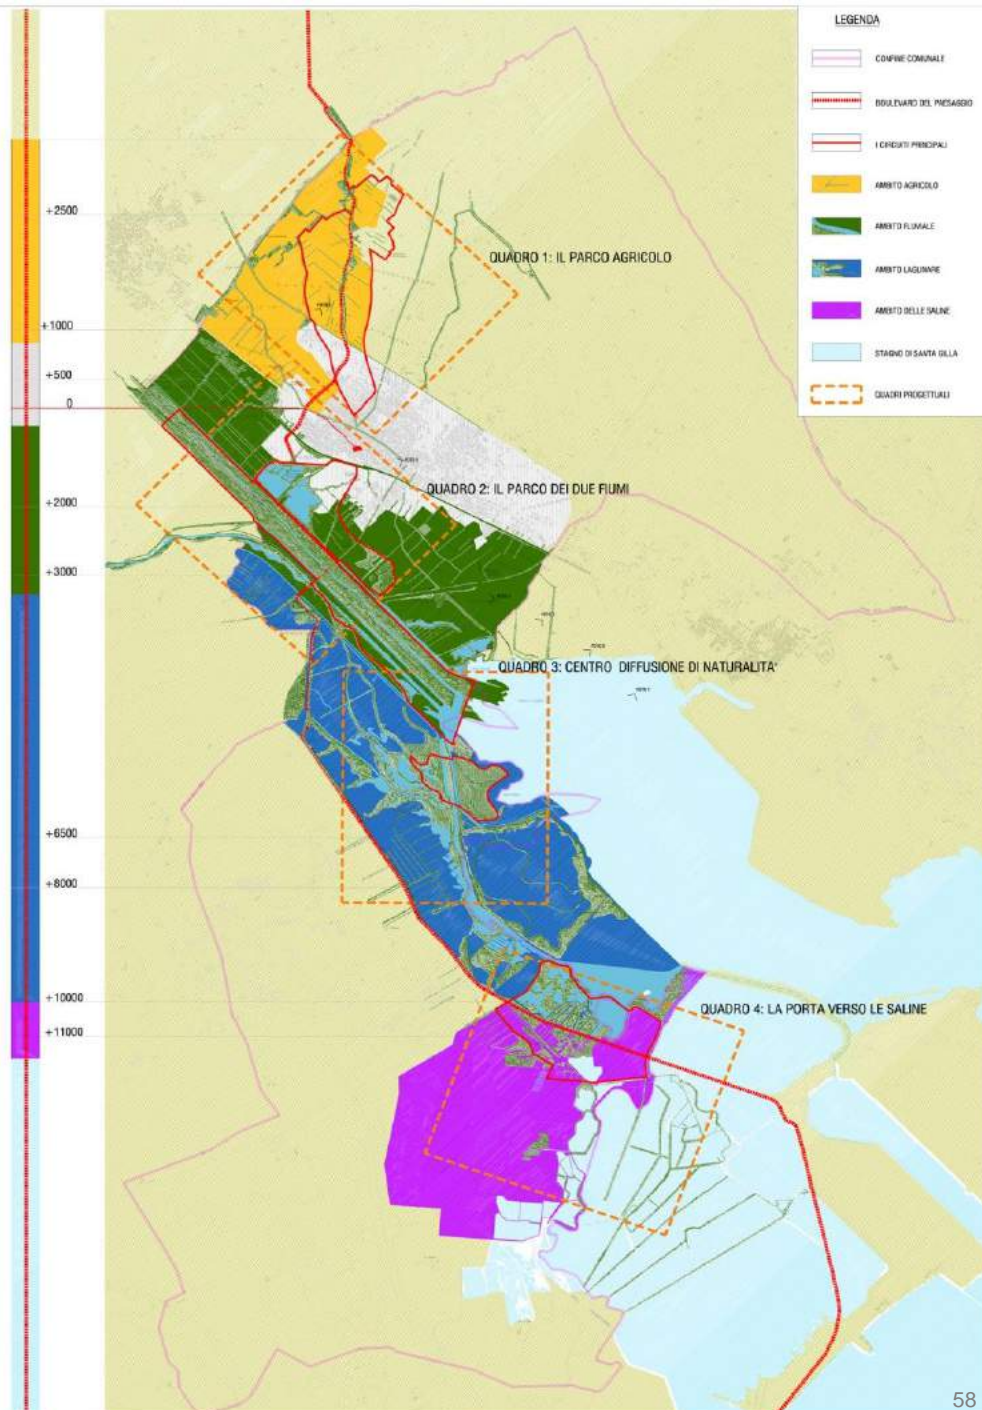 LEGENDA
CONFINE COMUNALE
BOULEVARD DEL PAESAGGIO
I CIRCUITI PRINCIPALI
AMBITO AGRICOLO
AMBITO FLUVIALE
AMBITO LAGUNARE
AMBITO DELLE SALINE
STAGNO DI SANTA GILLA
QUADRI PROGETTUALI
+2500
+1000
+500
0
+2000
+3000
+6500
+8000
+10000
+11000
QUADRO 1: IL PARCO AGRICOLO
QUADRO 2: IL PARCO DEI DUE FIUMI
QUADRO 3: CENTRO DIFFUSIONE DI NATURALITA'
QUADRO 4: LA PORTA VERSO LE SALINE
58